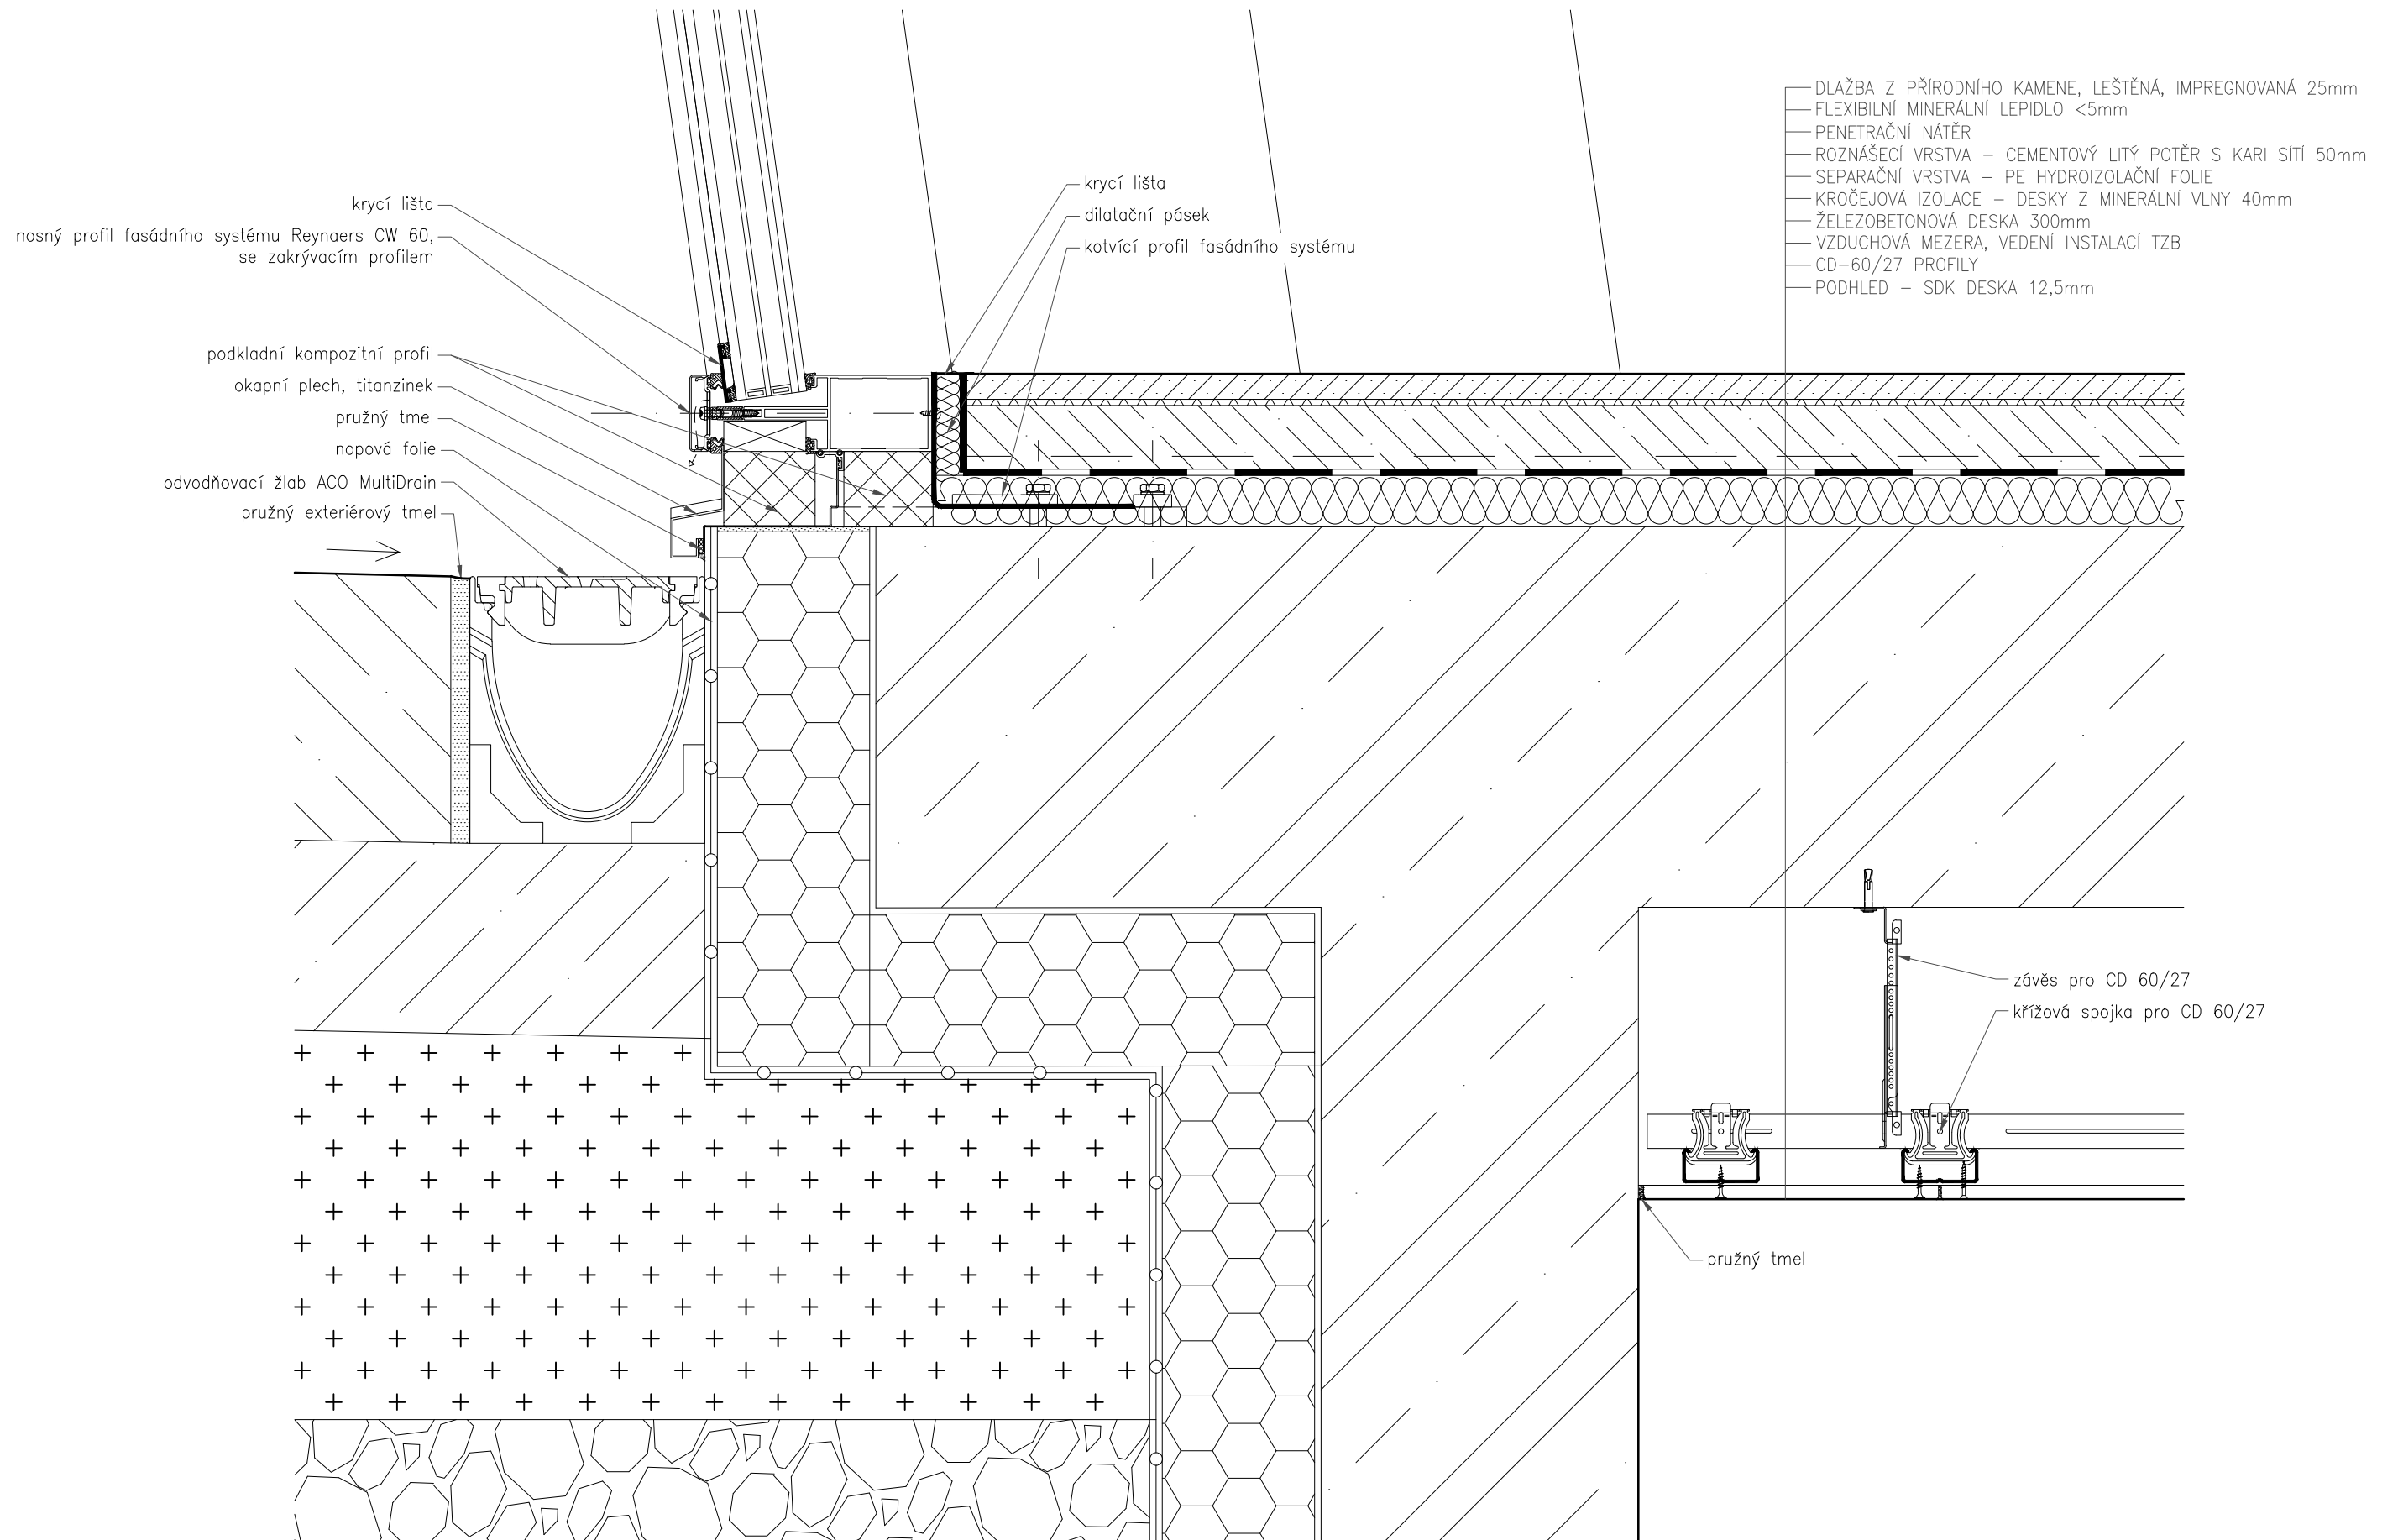 krycí lišta
nosný profil fasádního systému Reynaers CW 60,
se zakrývacím profilem
podkladní kompozitní profil
okapní plech, titanzinek
pružný tmel
nopová folie
odvodňovací žlab ACO MultiDrain
pružný exteriérový tmel
krycí lišta
dilatační pásek
kotvící profil fasádního systému
DLAŽBA Z PŘÍRODNÍHO KAMENE, LEŠTĚNÁ, IMPREGNOVANÁ 25mm
FLEXIBILNÍ MINERÁLNÍ LEPIDLO <5mm
PENETRAČNÍ NÁTĚR
ROZNÁŠECÍ VRSTVA – CEMENTOVÝ LITÝ POTĚR S KARI SÍTÍ 50mm
SEPARAČNÍ VRSTVA – PE HYDROIZOLAČNÍ FOLIE
KROČEJOVÁ IZOLACE – DESKY Z MINERÁLNÍ VLNY 40mm
ŽELEZOBETONOVÁ DESKA 300mm
VZDUCHOVÁ MEZERA, VEDENÍ INSTALACÍ TZB
CD–60/27 PROFILY
PODHLED – SDK DESKA 12,5mm
závěs pro CD 60/27
křížová spojka pro CD 60/27
pružný tmel